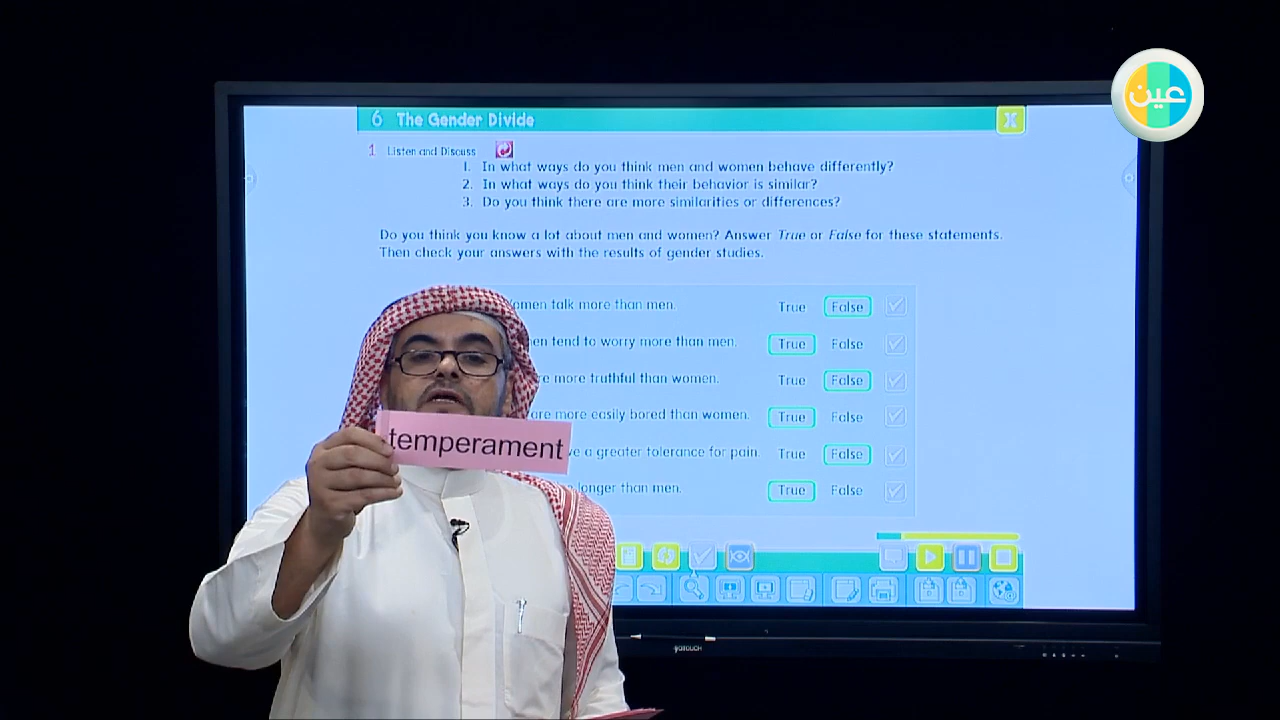 عين
6 The Gender Divide
1 Listen and Discuss
1. In what ways do you think men and women behave differently?
2. In what ways do you think their behavior is similar?
3. Do you think there are more similarities or differences?
Do you think you know a lot about men and women? Answer True or False for these statements.
Then check your answers with the results of gender studies.
omen talk more than men. True False
en tend to worry more than men. True False
re more truthful than women. True False
are more easily bored than women. True False
ve a greater tolerance for pain. True False
longer than men. True False
temperament